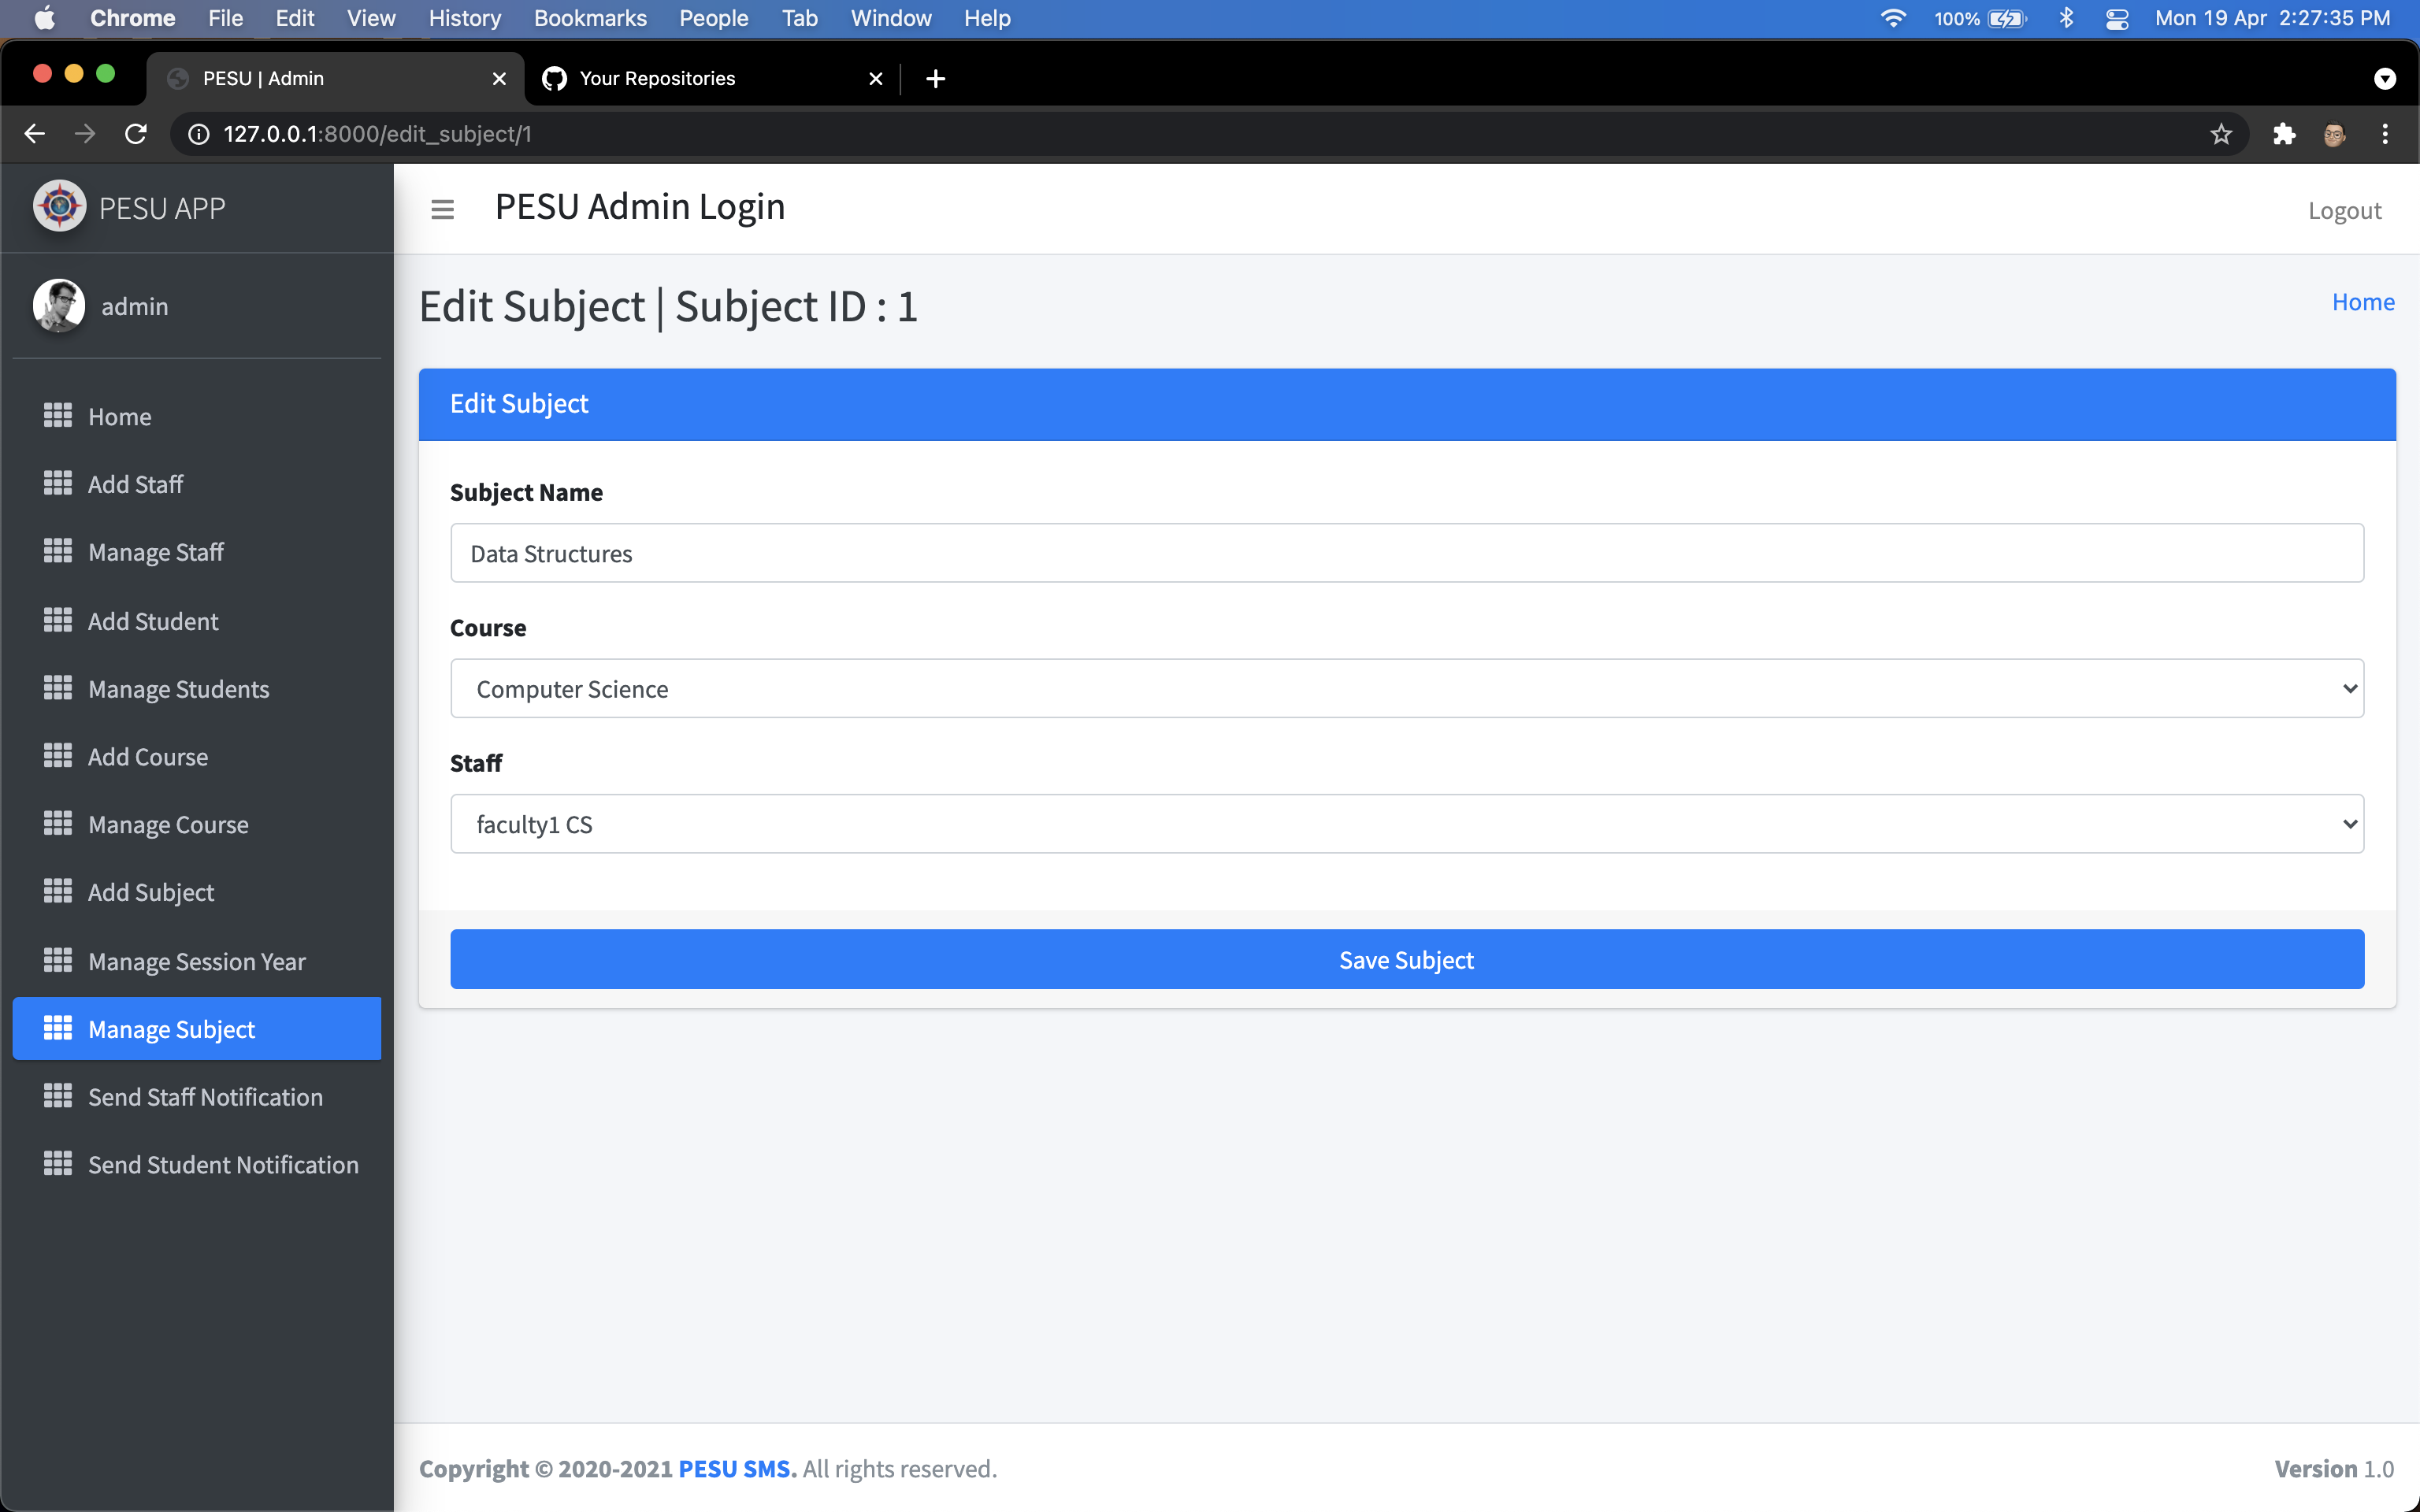 Chrome File Edit View History Bookmarks People Tab Window Help 100% Mon 19 Apr 2:27:35 PM
PESU | Admin Your Repositories
127.0.0.1:8000/edit_subject/1
PESU APP
PESU Admin Login
Logout
admin
Edit Subject | Subject ID : 1
Home
Home
Add Staff
Manage Staff
Add Student
Manage Students
Add Course
Manage Course
Add Subject
Manage Session Year
Manage Subject
Send Staff Notification
Send Student Notification
Edit Subject
Subject Name
Data Structures
Course
Computer Science
Staff
faculty1 CS
Save Subject
Copyright © 2020-2021 PESU SMS. All rights reserved.
Version 1.0